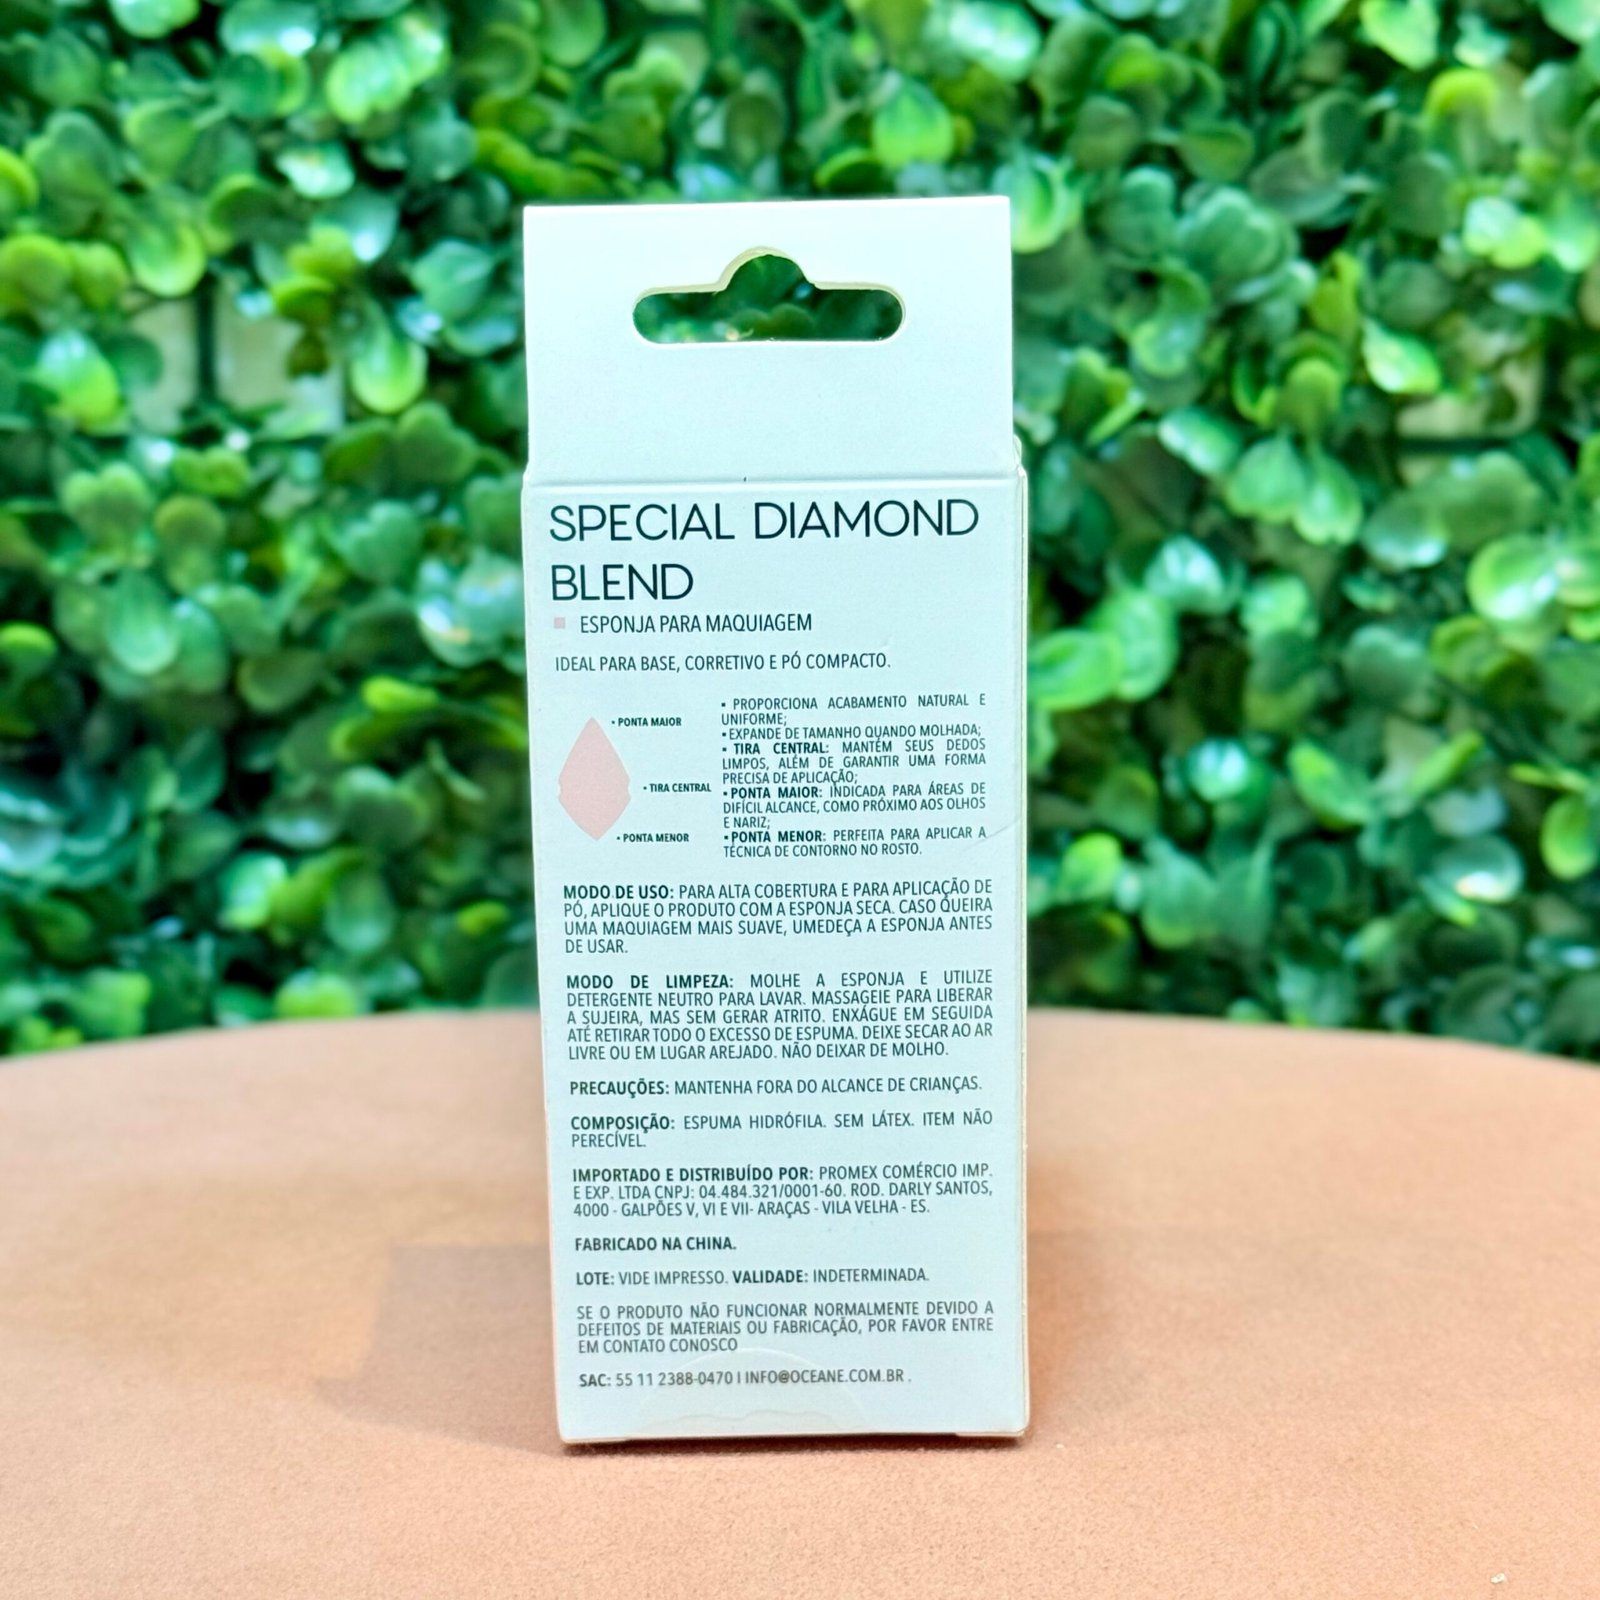 SPECIAL DIAMOND
BLEND
ESPONJA PARA MAQUIAGEM
IDEAL PARA BASE, CORRETIVO E PÓ COMPACTO.
• PONTA MAIOR
• TIRA CENTRAL
• PONTA MENOR
▪ PROPORCIONA ACABAMENTO NATURAL E
UNIFORME;
▪ EXPANDE DE TAMANHO QUANDO MOLHADA;
▪ TIRA CENTRAL: MANTÉM SEUS DEDOS
LIMPOS, ALÉM DE GARANTIR UMA FORMA
PRECISA DE APLICAÇÃO;
▪ PONTA MAIOR: INDICADA PARA ÁREAS DE
DIFÍCIL ALCANCE, COMO PRÓXIMO AOS OLHOS
E NARIZ;
▪ PONTA MENOR: PERFEITA PARA APLICAR A
TÉCNICA DE CONTORNO NO ROSTO.
MODO DE USO: PARA ALTA COBERTURA E PARA APLICAÇÃO DE
PÓ, APLIQUE O PRODUTO COM A ESPONJA SECA. CASO QUEIRA
UMA MAQUIAGEM MAIS SUAVE, UMEDEÇA A ESPONJA ANTES
DE USAR.
MODO DE LIMPEZA: MOLHE A ESPONJA E UTILIZE
DETERGENTE NEUTRO PARA LAVAR. MASSAGEIE PARA LIBERAR
A SUJEIRA, MAS SEM GERAR ATRITO. ENXÁGUE EM SEGUIDA
ATÉ RETIRAR TODO O EXCESSO DE ESPUMA. DEIXE SECAR AO AR
LIVRE OU EM LUGAR AREJADO. NÃO DEIXAR DE MOLHO.
PRECAUÇÕES: MANTENHA FORA DO ALCANCE DE CRIANÇAS.
COMPOSIÇÃO: ESPUMA HIDRÓFILA. SEM LÁTEX. ITEM NÃO
PERECÍVEL.
IMPORTADO E DISTRIBUÍDO POR: PROMEX COMÉRCIO IMP.
E EXP. LTDA CNPJ: 04.484.321/0001-60. ROD. DARLY SANTOS,
4000 - GALPÕES V, VI E VII- ARAÇAS - VILA VELHA - ES.
FABRICADO NA CHINA.
LOTE: VIDE IMPRESSO. VALIDADE: INDETERMINADA.
SE O PRODUTO NÃO FUNCIONAR NORMALMENTE DEVIDO A
DEFEITOS DE MATERIAIS OU FABRICAÇÃO, POR FAVOR ENTRE
EM CONTATO CONOSCO
SAC: 55 11 2388-0470 I INFO@OCEANE.COM.BR .